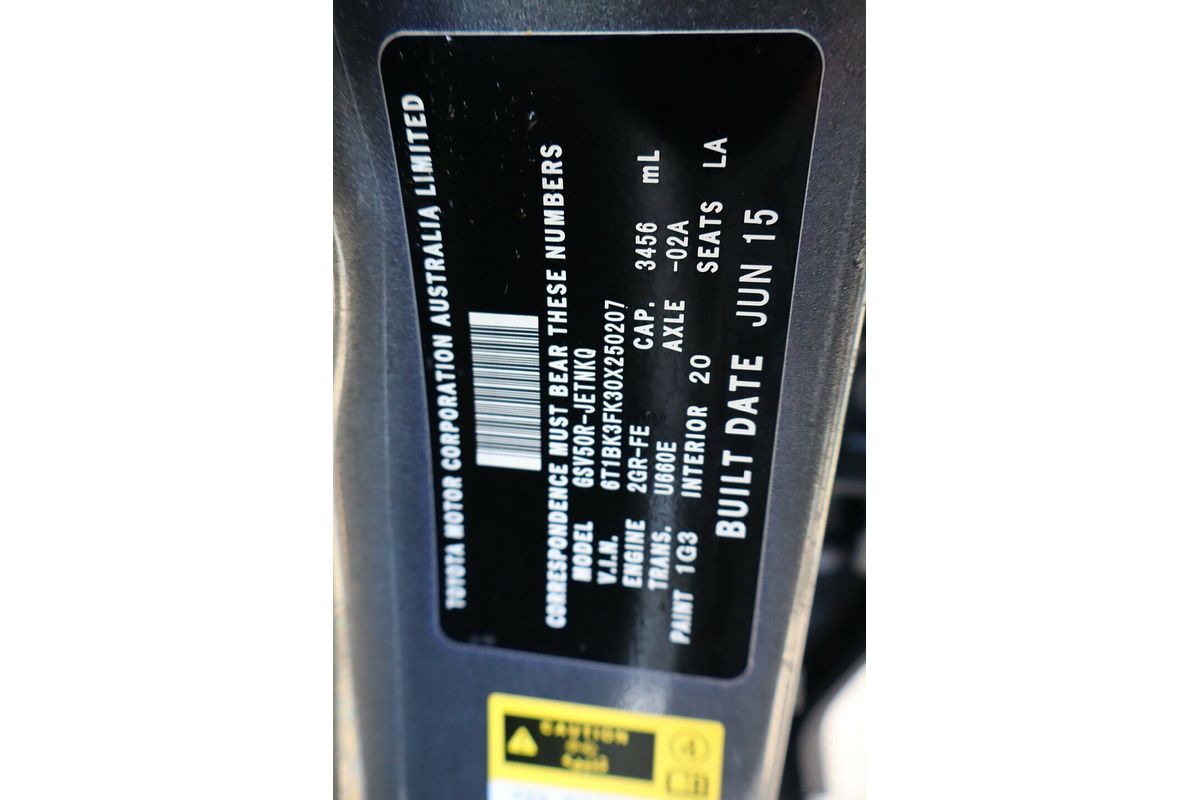 TOYOTA MOTOR CORPORATION AUSTRALIA LIMITED
CORRESPONDENCE MUST BEAR THESE NUMBERS
MODEL GSV50R-JETNKQ
V.I.N. 6T1BK3FK30X250207
ENGINE 2GR-FE CAP. 3456 mL
TRANS. U660E AXLE -02A
PAINT 1G3 INTERIOR 20 SEATS LA
BUILT DATE JUN 15
CAUTION
4